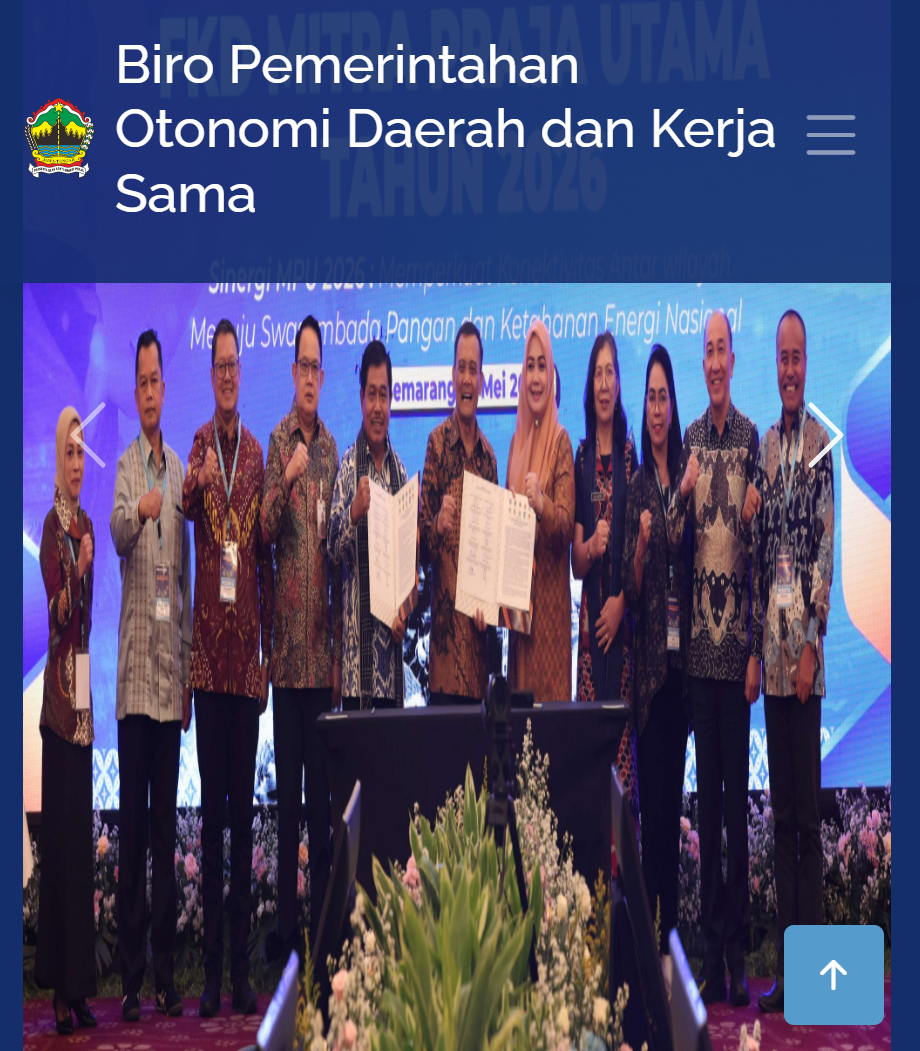 FKD MITRA PRAJA UTAMA
Biro Pemerintahan
Otonomi Daerah dan Kerja
Sama
TAHUN 2026
Sinergi MPU 2026 : Memperkuat Konektivitas Antar wilayah
Menuju Swasembada Pangan dan Ketahanan Energi Nasional
Semarang, Mei